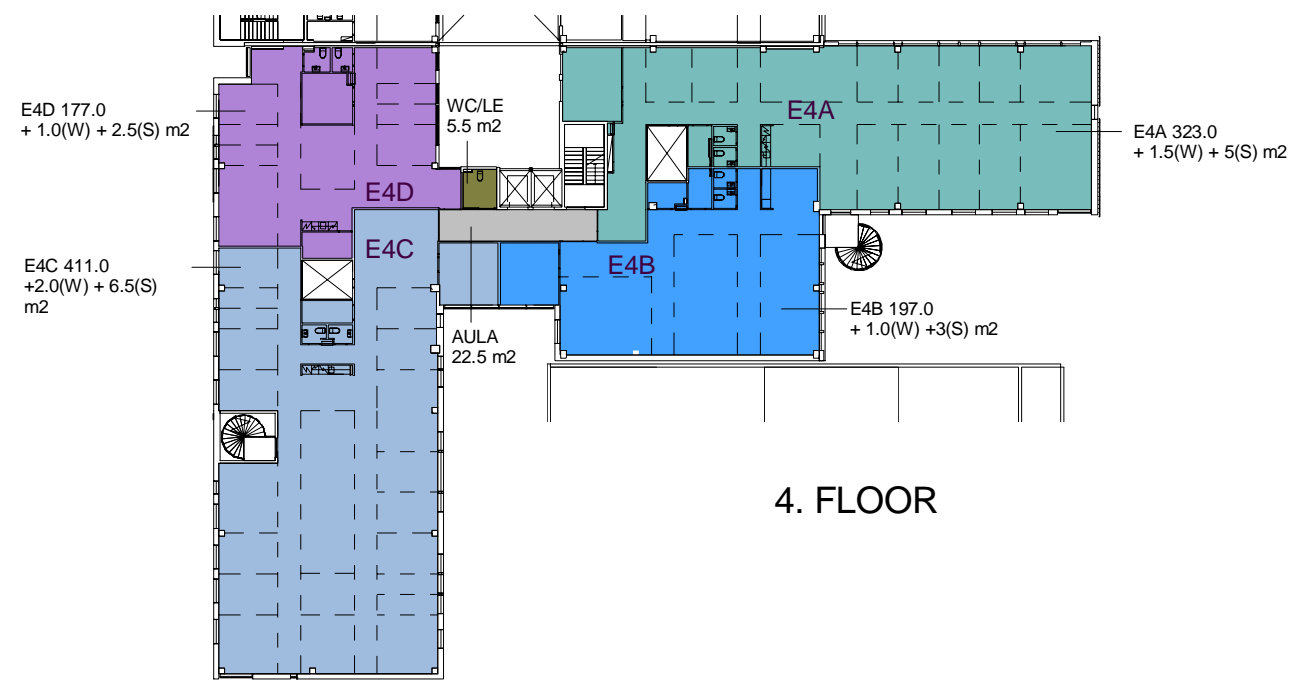 E4D 177.0
+ 1.0(W) + 2.5(S) m2
WC/LE
5.5 m2
E4A
E4A 323.0
+ 1.5(W) + 5(S) m2
E4D
E4C
E4B
E4C 411.0
+2.0(W) + 6.5(S)
m2
AULA
22.5 m2
E4B 197.0
+ 1.0(W) +3(S) m2
4. FLOOR